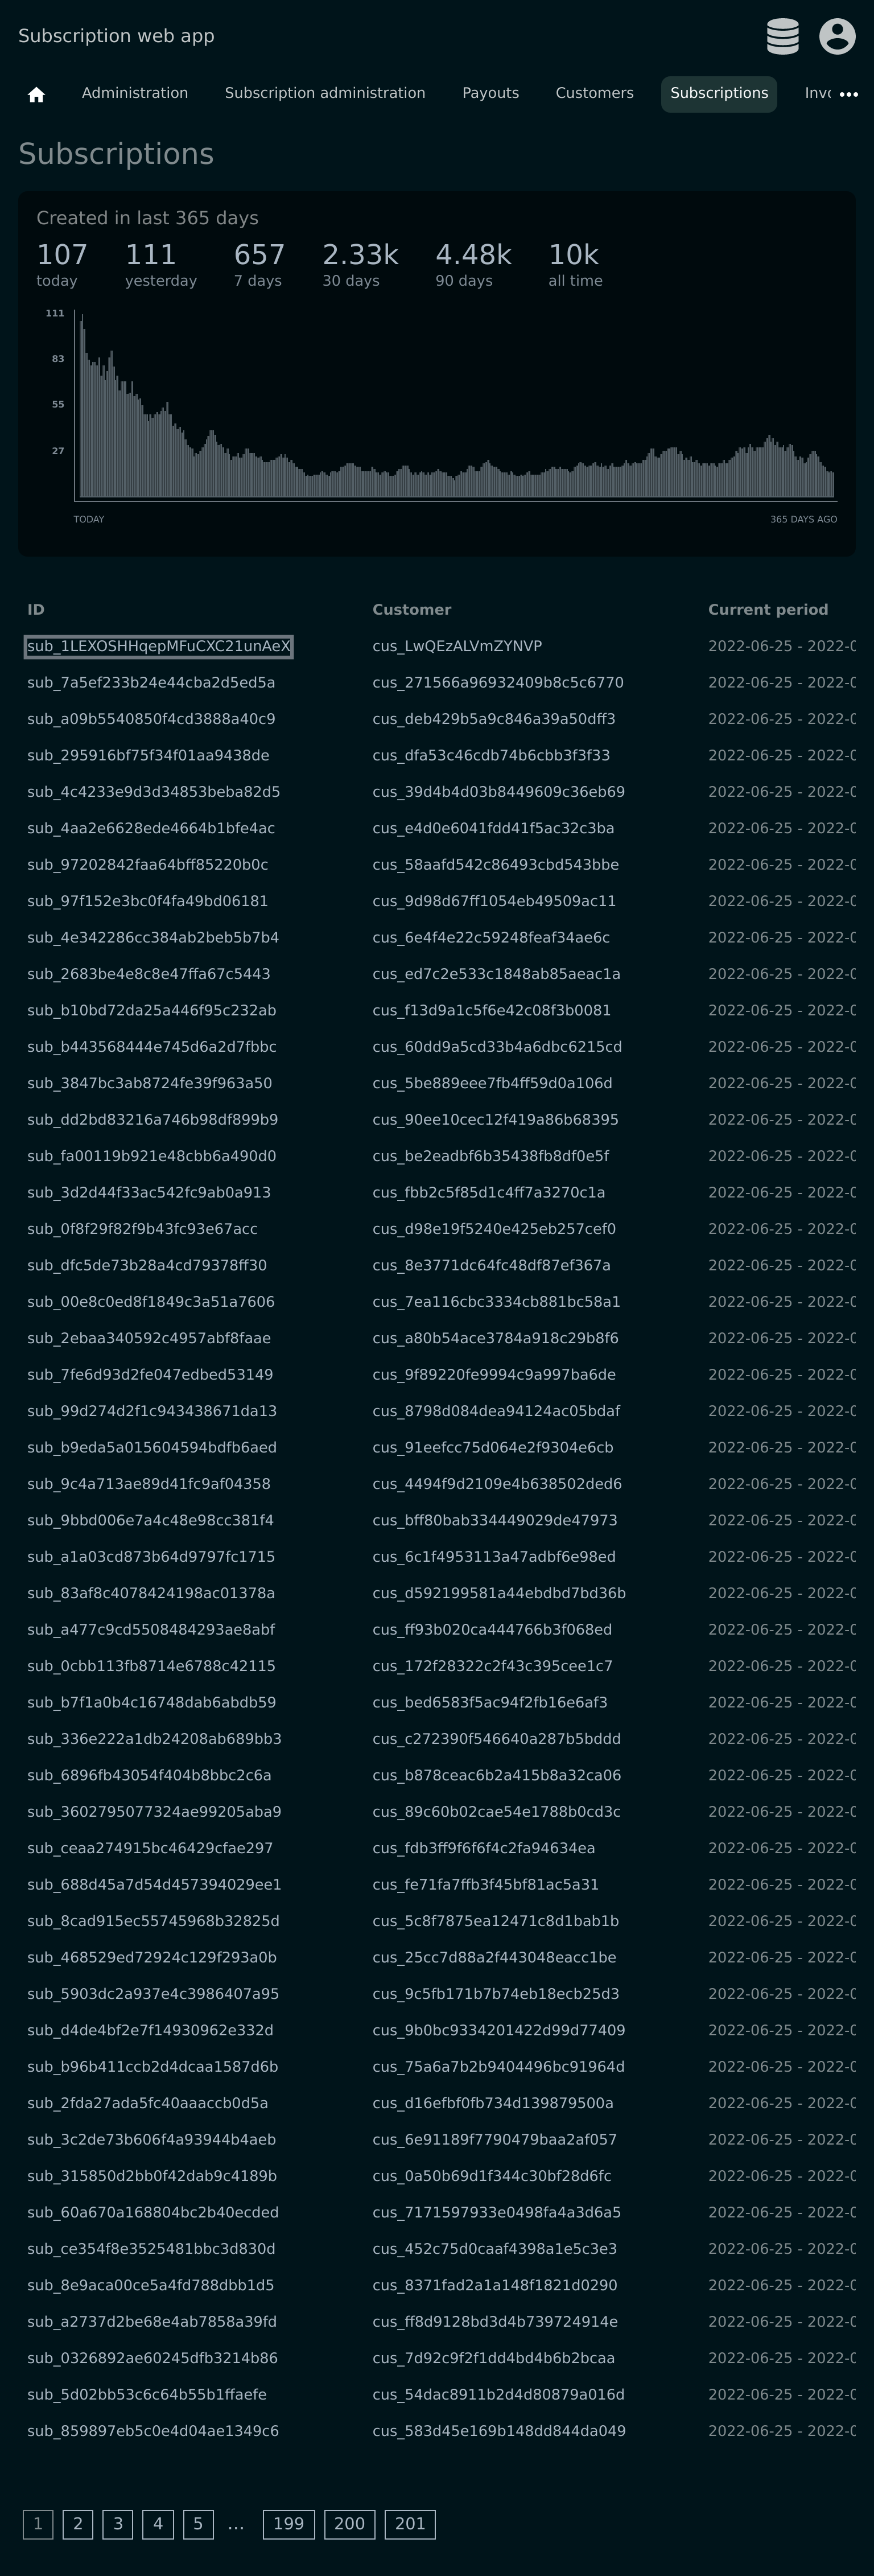 Subscription web app
Administration Subscription administration Payouts Customers Subscriptions Invo
Subscriptions
Created in last 365 days
107 111 657 2.33k 4.48k 10k
today yesterday 7 days 30 days 90 days all time
111
83
55
27
TODAY 365 DAYS AGO
ID Customer Current period
sub_1LEXOSHHqepMFuCXC21unAeX cus_LwQEzALVmZYNVP 2022-06-25 - 2022-0
sub_7a5ef233b24e44cba2d5ed5a cus_271566a96932409b8c5c6770 2022-06-25 - 2022-0
sub_a09b5540850f4cd3888a40c9 cus_deb429b5a9c846a39a50dff3 2022-06-25 - 2022-0
sub_295916bf75f34f01aa9438de cus_dfa53c46cdb74b6cbb3f3f33 2022-06-25 - 2022-0
sub_4c4233e9d3d34853beba82d5 cus_39d4b4d03b8449609c36eb69 2022-06-25 - 2022-0
sub_4aa2e6628ede4664b1bfe4ac cus_e4d0e6041fdd41f5ac32c3ba 2022-06-25 - 2022-0
sub_97202842faa64bff85220b0c cus_58aafd542c86493cbd543bbe 2022-06-25 - 2022-0
sub_97f152e3bc0f4fa49bd06181 cus_9d98d67ff1054eb49509ac11 2022-06-25 - 2022-0
sub_4e342286cc384ab2beb5b7b4 cus_6e4f4e22c59248feaf34ae6c 2022-06-25 - 2022-0
sub_2683be4e8c8e47ffa67c5443 cus_ed7c2e533c1848ab85aeac1a 2022-06-25 - 2022-0
sub_b10bd72da25a446f95c232ab cus_f13d9a1c5f6e42c08f3b0081 2022-06-25 - 2022-0
sub_b443568444e745d6a2d7fbbc cus_60dd9a5cd33b4a6dbc6215cd 2022-06-25 - 2022-0
sub_3847bc3ab8724fe39f963a50 cus_5be889eee7fb4ff59d0a106d 2022-06-25 - 2022-0
sub_dd2bd83216a746b98df899b9 cus_90ee10cec12f419a86b68395 2022-06-25 - 2022-0
sub_fa00119b921e48cbb6a490d0 cus_be2eadbf6b35438fb8df0e5f 2022-06-25 - 2022-0
sub_3d2d44f33ac542fc9ab0a913 cus_fbb2c5f85d1c4ff7a3270c1a 2022-06-25 - 2022-0
sub_0f8f29f82f9b43fc93e67acc cus_d98e19f5240e425eb257cef0 2022-06-25 - 2022-0
sub_dfc5de73b28a4cd79378ff30 cus_8e3771dc64fc48df87ef367a 2022-06-25 - 2022-0
sub_00e8c0ed8f1849c3a51a7606 cus_7ea116cbc3334cb881bc58a1 2022-06-25 - 2022-0
sub_2ebaa340592c4957abf8faae cus_a80b54ace3784a918c29b8f6 2022-06-25 - 2022-0
sub_7fe6d93d2fe047edbed53149 cus_9f89220fe9994c9a997ba6de 2022-06-25 - 2022-0
sub_99d274d2f1c943438671da13 cus_8798d084dea94124ac05bdaf 2022-06-25 - 2022-0
sub_b9eda5a015604594bdfb6aed cus_91eefcc75d064e2f9304e6cb 2022-06-25 - 2022-0
sub_9c4a713ae89d41fc9af04358 cus_4494f9d2109e4b638502ded6 2022-06-25 - 2022-0
sub_9bbd006e7a4c48e98cc381f4 cus_bff80bab334449029de47973 2022-06-25 - 2022-0
sub_a1a03cd873b64d9797fc1715 cus_6c1f4953113a47adbf6e98ed 2022-06-25 - 2022-0
sub_83af8c4078424198ac01378a cus_d592199581a44ebdbd7bd36b 2022-06-25 - 2022-0
sub_a477c9cd5508484293ae8abf cus_ff93b020ca444766b3f068ed 2022-06-25 - 2022-0
sub_0cbb113fb8714e6788c42115 cus_172f28322c2f43c395cee1c7 2022-06-25 - 2022-0
sub_b7f1a0b4c16748dab6abdb59 cus_bed6583f5ac94f2fb16e6af3 2022-06-25 - 2022-0
sub_336e222a1db24208ab689bb3 cus_c272390f546640a287b5bddd 2022-06-25 - 2022-0
sub_6896fb43054f404b8bbc2c6a cus_b878ceac6b2a415b8a32ca06 2022-06-25 - 2022-0
sub_3602795077324ae99205aba9 cus_89c60b02cae54e1788b0cd3c 2022-06-25 - 2022-0
sub_ceaa274915bc46429cfae297 cus_fdb3ff9f6f6f4c2fa94634ea 2022-06-25 - 2022-0
sub_688d45a7d54d457394029ee1 cus_fe71fa7ffb3f45bf81ac5a31 2022-06-25 - 2022-0
sub_8cad915ec55745968b32825d cus_5c8f7875ea12471c8d1bab1b 2022-06-25 - 2022-0
sub_468529ed72924c129f293a0b cus_25cc7d88a2f443048eacc1be 2022-06-25 - 2022-0
sub_5903dc2a937e4c3986407a95 cus_9c5fb171b7b74eb18ecb25d3 2022-06-25 - 2022-0
sub_d4de4bf2e7f14930962e332d cus_9b0bc9334201422d99d77409 2022-06-25 - 2022-0
sub_b96b411ccb2d4dcaa1587d6b cus_75a6a7b2b9404496bc91964d 2022-06-25 - 2022-0
sub_2fda27ada5fc40aaaccb0d5a cus_d16efbf0fb734d139879500a 2022-06-25 - 2022-0
sub_3c2de73b606f4a93944b4aeb cus_6e91189f7790479baa2af057 2022-06-25 - 2022-0
sub_315850d2bb0f42dab9c4189b cus_0a50b69d1f344c30bf28d6fc 2022-06-25 - 2022-0
sub_60a670a168804bc2b40ecded cus_7171597933e0498fa4a3d6a5 2022-06-25 - 2022-0
sub_ce354f8e3525481bbc3d830d cus_452c75d0caaf4398a1e5c3e3 2022-06-25 - 2022-0
sub_8e9aca00ce5a4fd788dbb1d5 cus_8371fad2a1a148f1821d0290 2022-06-25 - 2022-0
sub_a2737d2be68e4ab7858a39fd cus_ff8d9128bd3d4b739724914e 2022-06-25 - 2022-0
sub_0326892ae60245dfb3214b86 cus_7d92c9f2f1dd4bd4b6b2bcaa 2022-06-25 - 2022-0
sub_5d02bb53c6c64b55b1ffaefe cus_54dac8911b2d4d80879a016d 2022-06-25 - 2022-0
sub_859897eb5c0e4d04ae1349c6 cus_583d45e169b148dd844da049 2022-06-25 - 2022-0
1 2 3 4 5 … 199 200 201